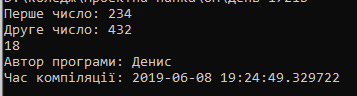 Перше число: 234
Друге число: 432
18
Автор програми: Денис
Час компіляції: 2019-06-08 19:24:49.329722